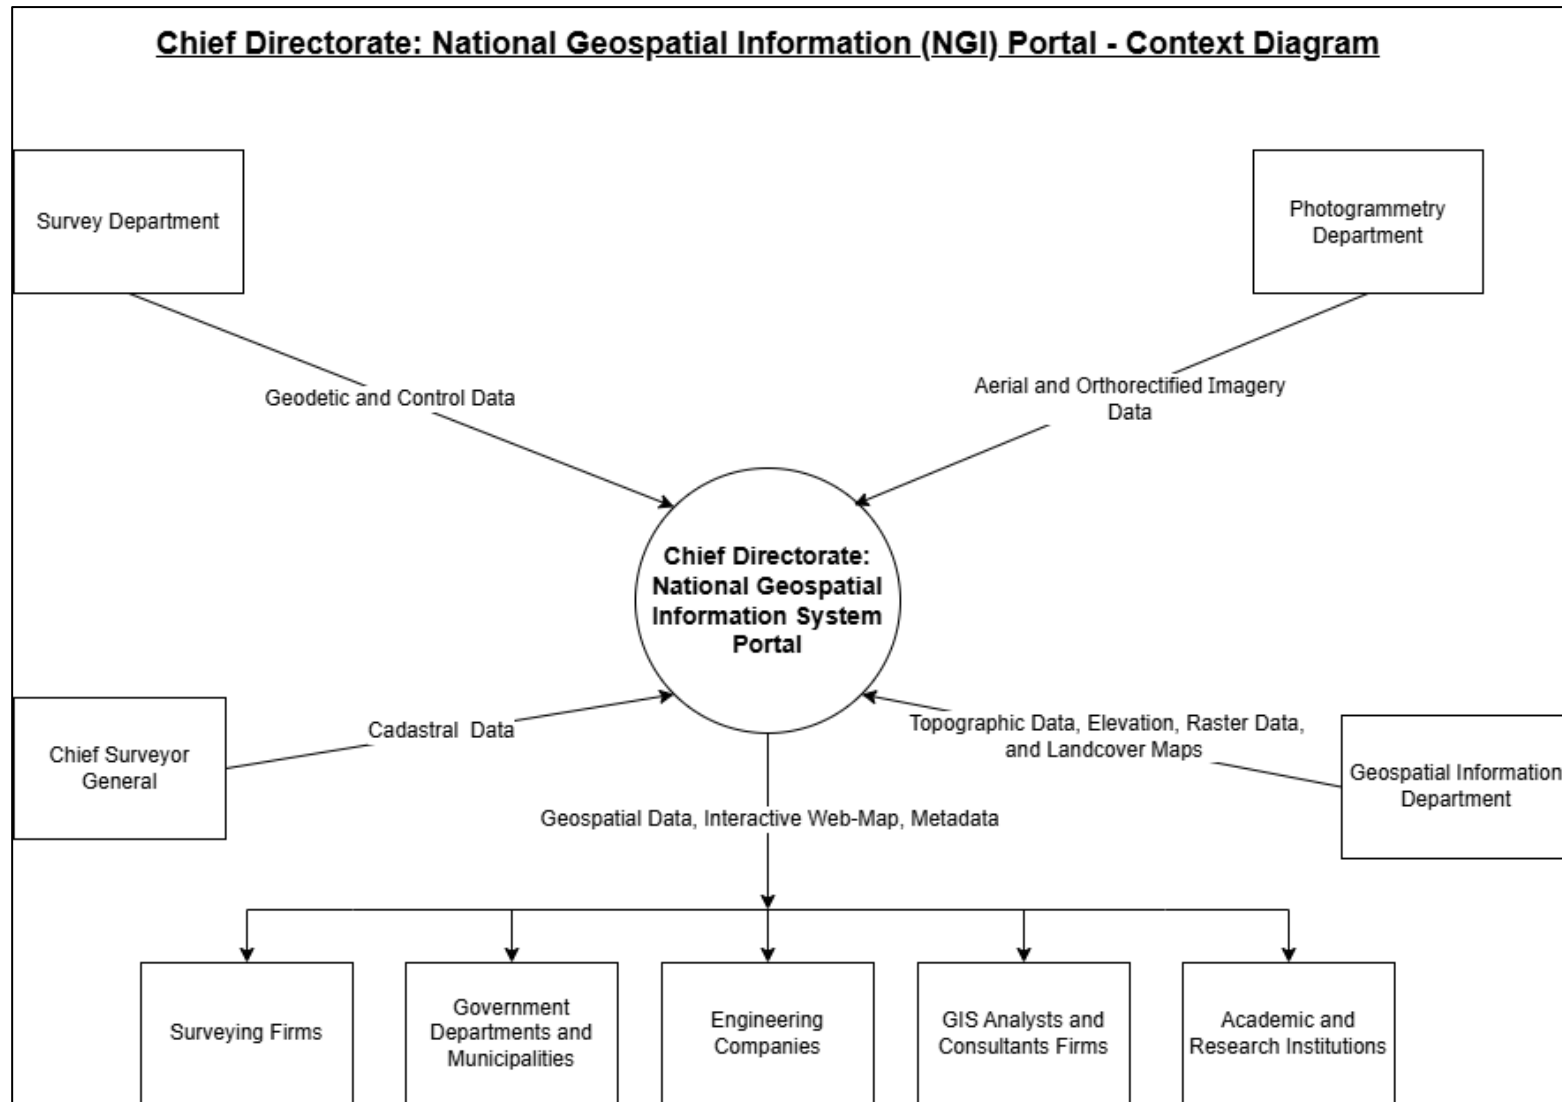 Chief Directorate: National Geospatial Information (NGI) Portal - Context Diagram
Survey Department
Photogrammetry
Department
Geodetic and Control Data
Aerial and Orthorectified Imagery
Data
Chief Directorate:
National Geospatial
Information System
Portal
Chief Surveyor
General
Cadastral Data
Topographic Data, Elevation, Raster Data,
and Landcover Maps
Geospatial Information
Department
Geospatial Data, Interactive Web-Map, Metadata
Surveying Firms
Government
Departments and
Municipalities
Engineering
Companies
GIS Analysts and
Consultants Firms
Academic and
Research Institutions